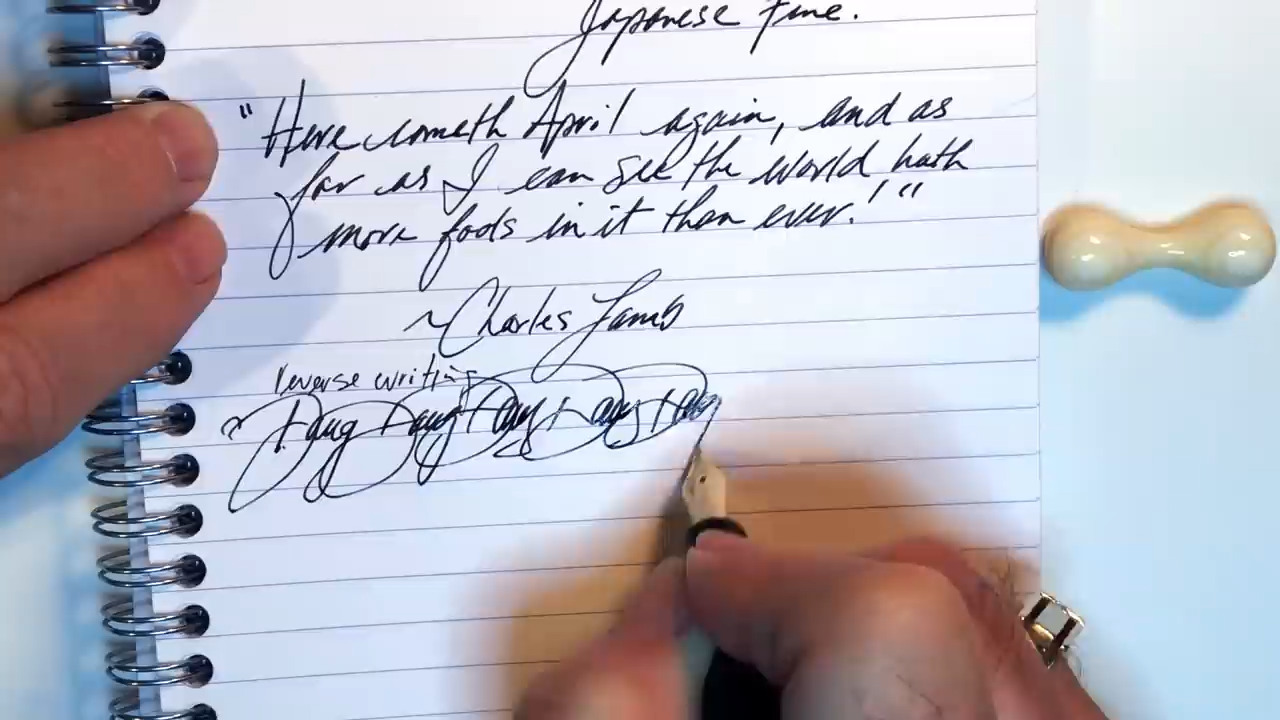 Japanese Fine.
"Here cometh April again, and as
far as I can see the world hath
more fools in it than ever."
~Charles Lamb
reverse writing